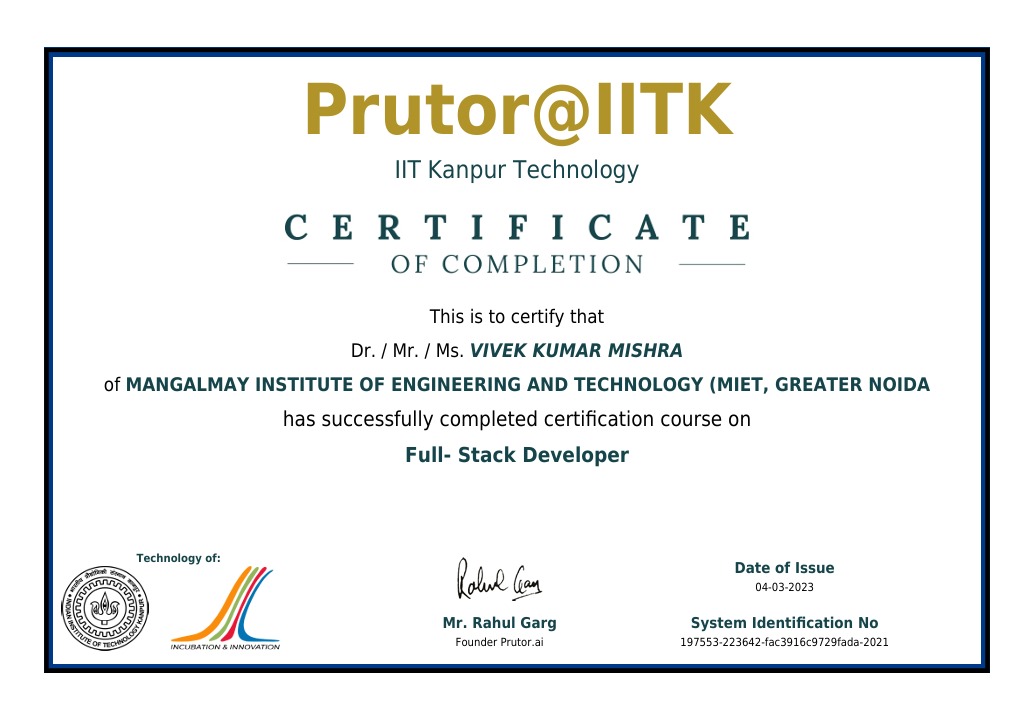 Prutor@IITK
IIT Kanpur Technology
CERTIFICATE
OF COMPLETION
This is to certify that
Dr. / Mr. / Ms. VIVEK KUMAR MISHRA
of MANGALMAY INSTITUTE OF ENGINEERING AND TECHNOLOGY (MIET, GREATER NOIDA
has successfully completed certification course on
Full- Stack Developer
Technology of:
INDIAN INSTITUTE OF TECHNOLOGY KANPUR
INCUBATION & INNOVATION
Rahul Garg
Mr. Rahul Garg
Founder Prutor.ai
Date of Issue
04-03-2023
System Identification No
197553-223642-fac3916c9729fada-2021